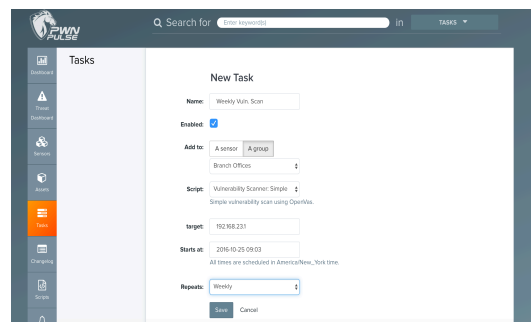 PWN
PULSE
Search for Enter keyword(s) in TASKS
Dashboard
Threat
Dashboard
Sensors
Assets
Tasks
Changelog
Scripts
Tasks
New Task
Name: Weekly Vuln. Scan
Enabled:
Add to: A sensor A group
Branch Offices
Script: Vulnerability Scanner: Simple
Simple vulnerability scan using OpenVas.
target: 192.168.23.1
Starts at: 2016-10-25 09:03
All times are scheduled in America/New_York time.
Repeats: Weekly
Save Cancel